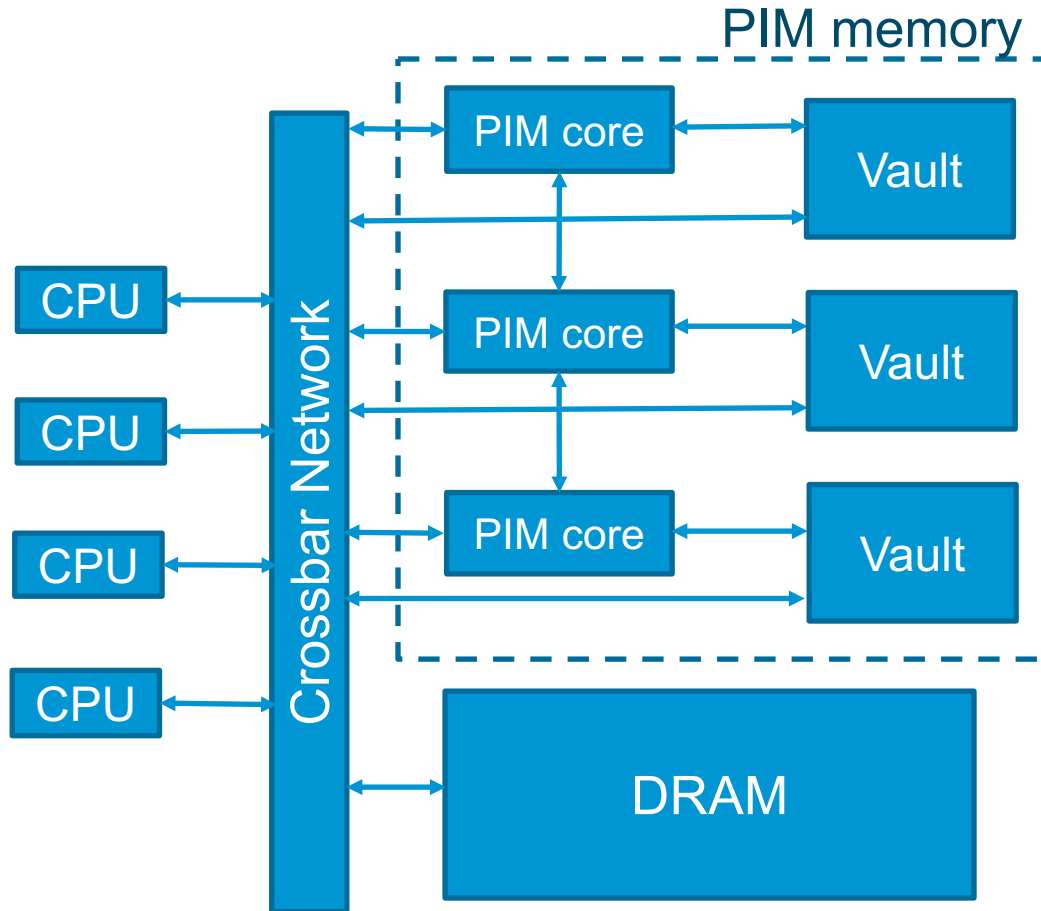 PIM memory
PIM core
Vault
CPU
PIM core
Vault
Crossbar Network
CPU
PIM core
Vault
CPU
CPU
DRAM